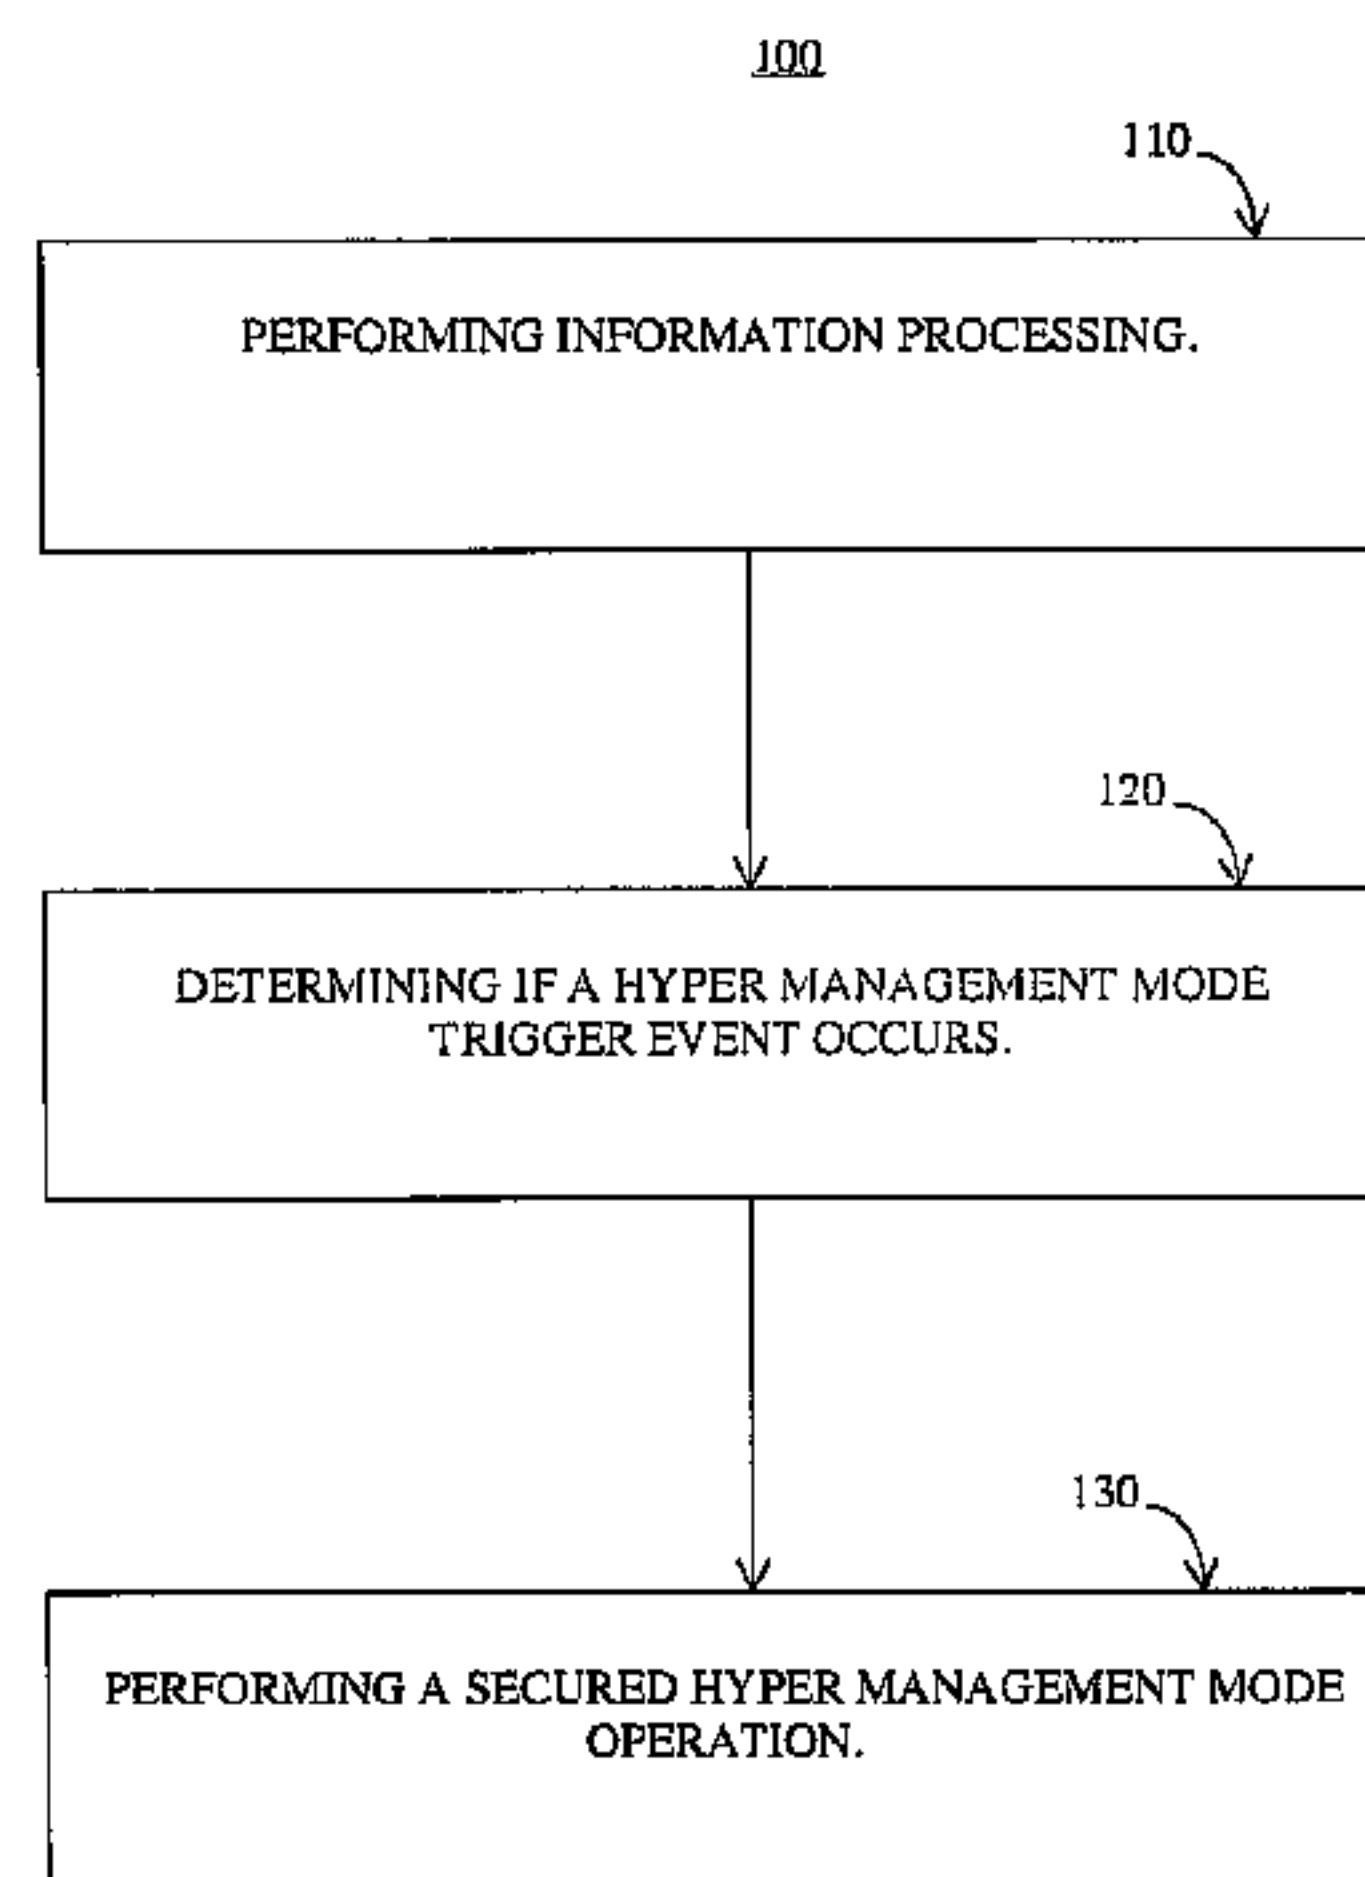 100
110
PERFORMING INFORMATION PROCESSING.
120
DETERMINING IF A HYPER MANAGEMENT MODE
TRIGGER EVENT OCCURS.
130
PERFORMING A SECURED HYPER MANAGEMENT MODE
OPERATION.